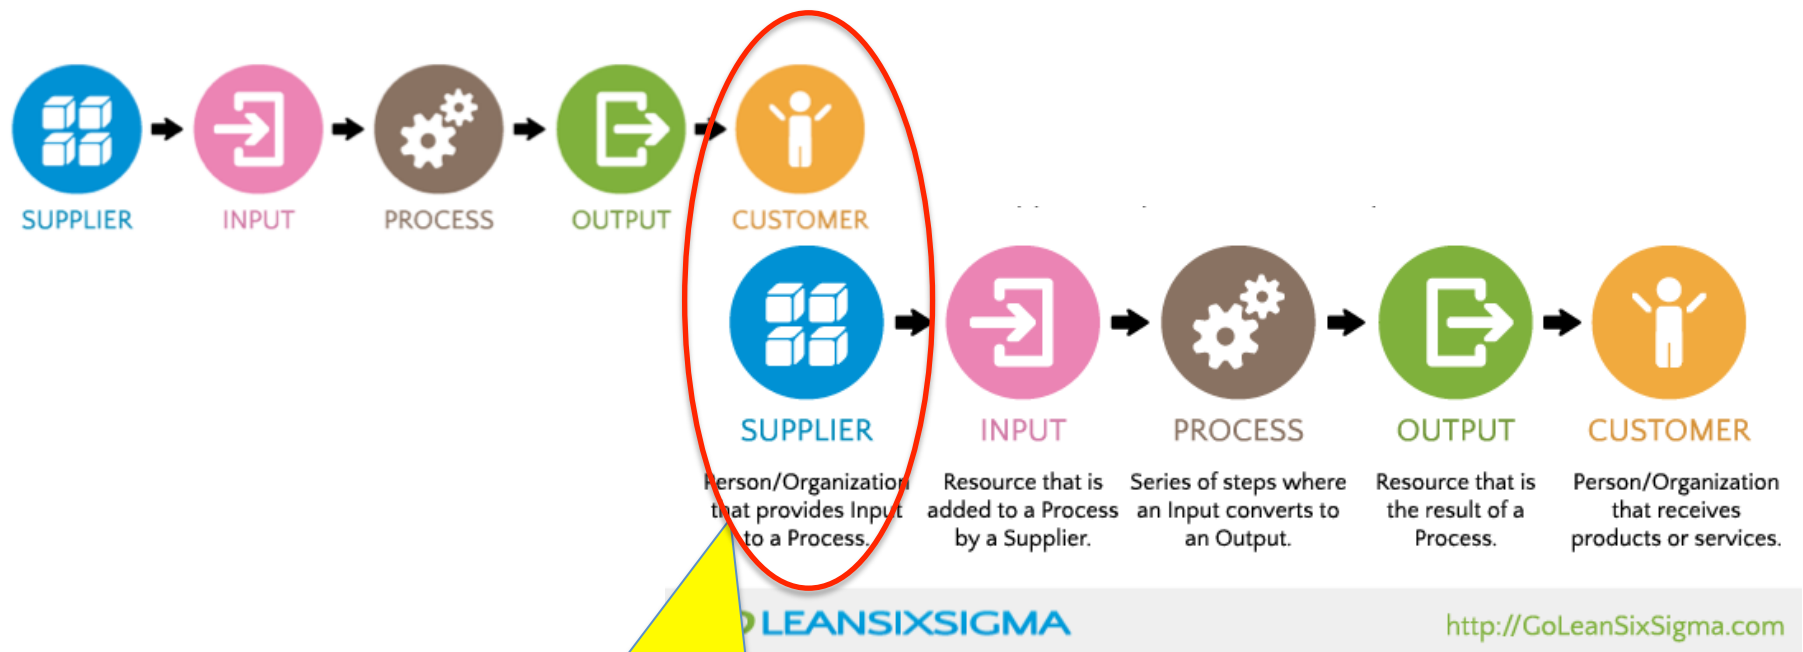 SUPPLIER
INPUT
PROCESS
OUTPUT
CUSTOMER
SUPPLIER
INPUT
PROCESS
OUTPUT
CUSTOMER
Person/Organization
that provides Input
to a Process.
Resource that is
added to a Process
by a Supplier.
Series of steps where
an Input converts to
an Output.
Resource that is
the result of a
Process.
Person/Organization
that receives
products or services.
LEANSIXSIGMA
http://GoLeanSixSigma.com